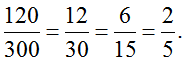 120/300 = 12/30 = 6/15 = 2/5.